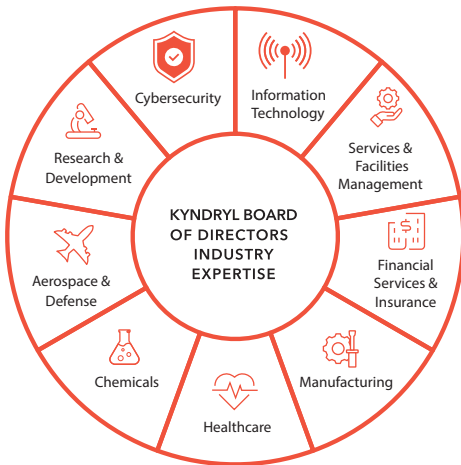 KYNDRYL BOARD
OF DIRECTORS
INDUSTRY
EXPERTISE
Cybersecurity
Information
Technology
Services &
Facilities
Management
Financial
Services &
Insurance
Manufacturing
Healthcare
Chemicals
Aerospace &
Defense
Research &
Development
$